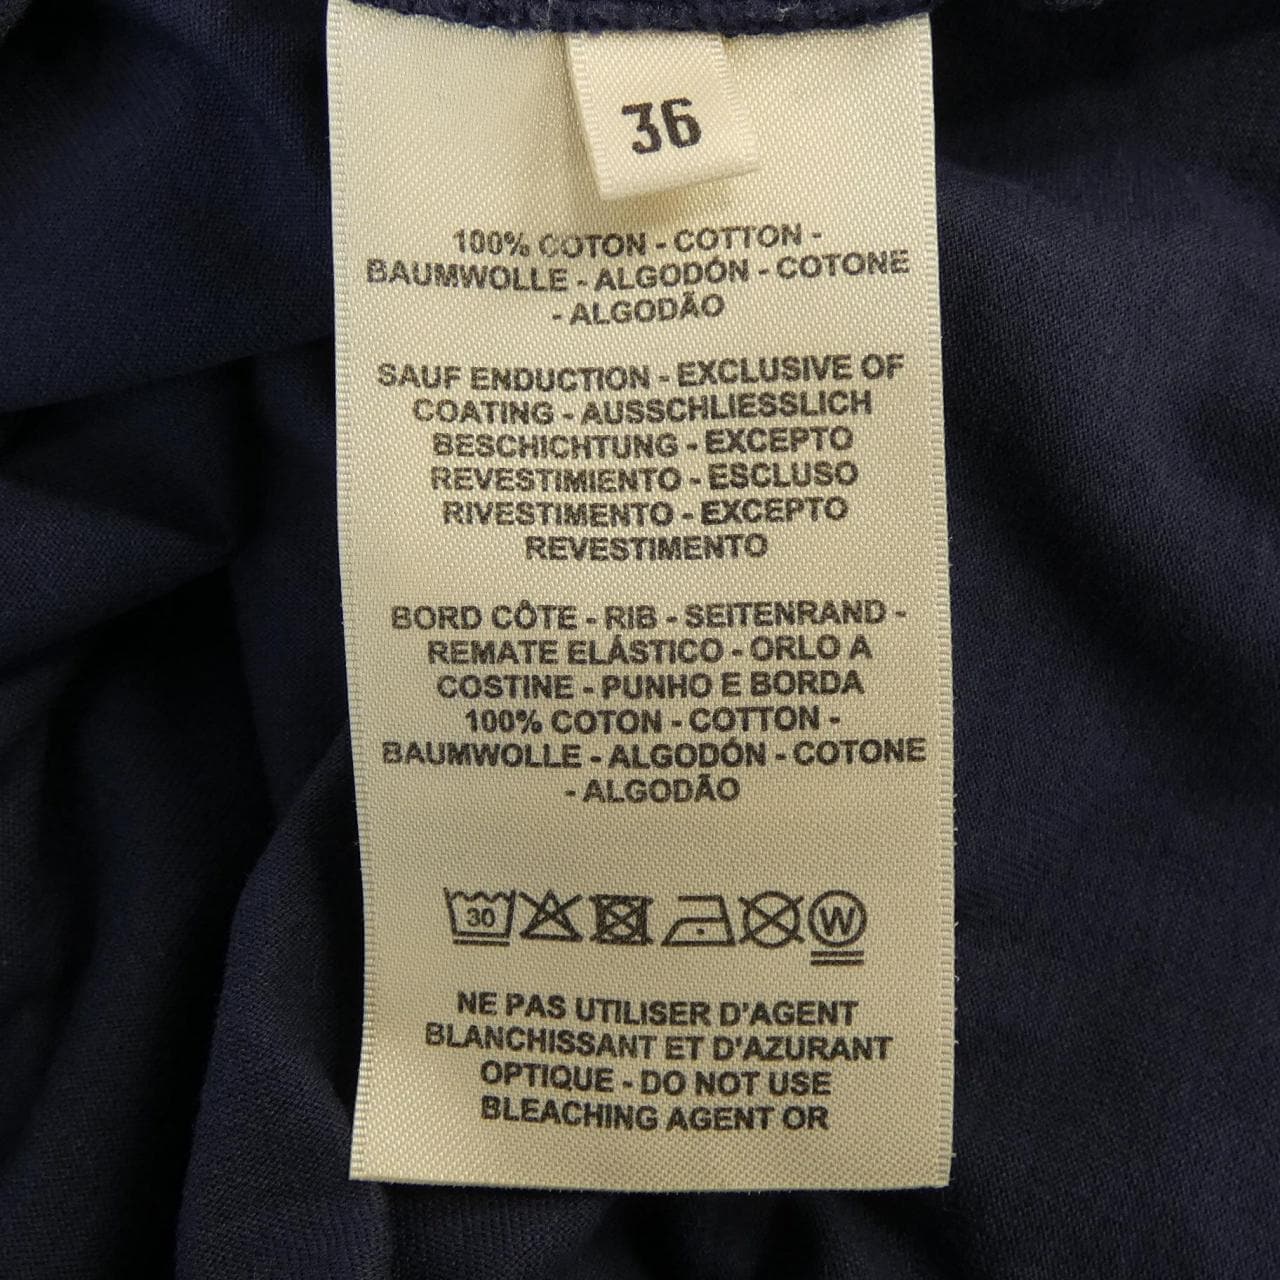 36
100% COTON - COTTON -
BAUMWOLLE - ALGODÓN - COTONE
- ALGODÃO
SAUF ENDUCTION - EXCLUSIVE OF
COATING - AUSSCHLIESSLICH
BESCHICHTUNG - EXCEPTO
REVESTIMIENTO - ESCLUSO
RIVESTIMENTO - EXCEPTO
REVESTIMENTO
BORD CÔTE - RIB - SEITENRAND -
REMATE ELÁSTICO - ORLO A
COSTINE - PUNHO E BORDA
100% COTON - COTTON -
BAUMWOLLE - ALGODÓN - COTONE
- ALGODÃO
30 W
NE PAS UTILISER D'AGENT
BLANCHISSANT ET D'AZURANT
OPTIQUE - DO NOT USE
BLEACHING AGENT OR